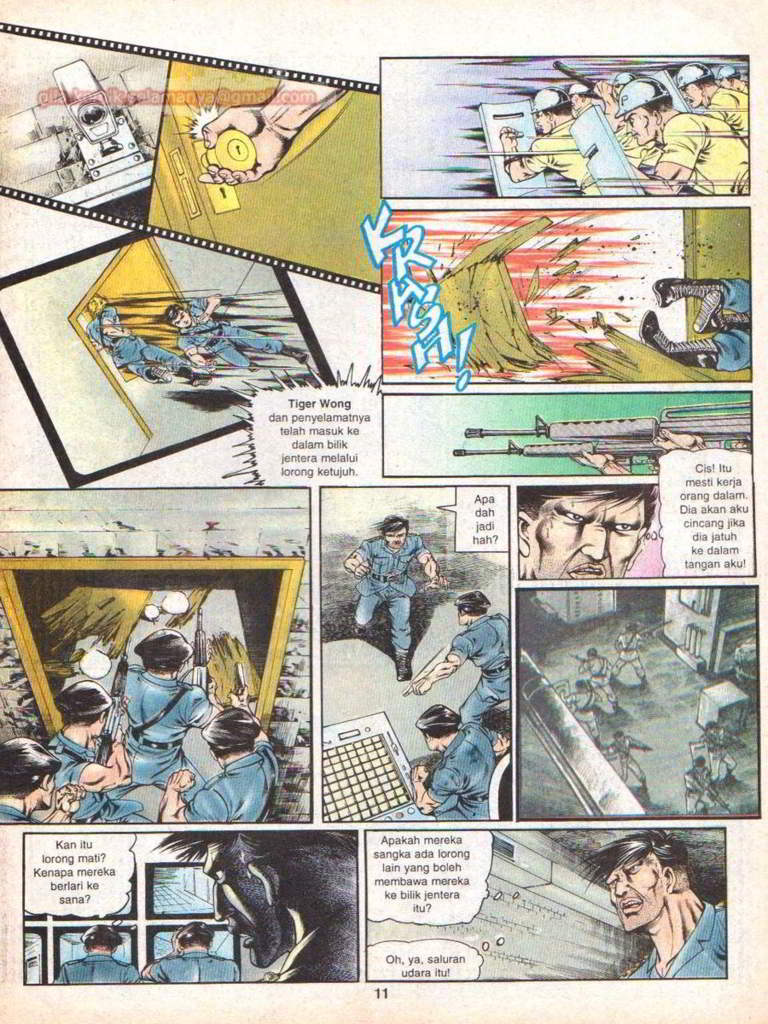 KRRHSH!
Tiger Wong
dan penyelamatnya
telah masuk ke
dalam bilik
jentera melalui
lorong ketujuh.
Cis! Itu
mesti kerja
orang dalam.
Dia akan aku
cincang jika
dia jatuh
ke dalam
tangan aku!
Apa
dah
jadi
hah?
Kan itu
lorong mati?
Kenapa mereka
berlari ke
sana?
Apakah mereka
sangka ada lorong
lain yang boleh
membawa mereka
ke bilik jentera
itu?
Oh, ya, saluran
udara itu!
11